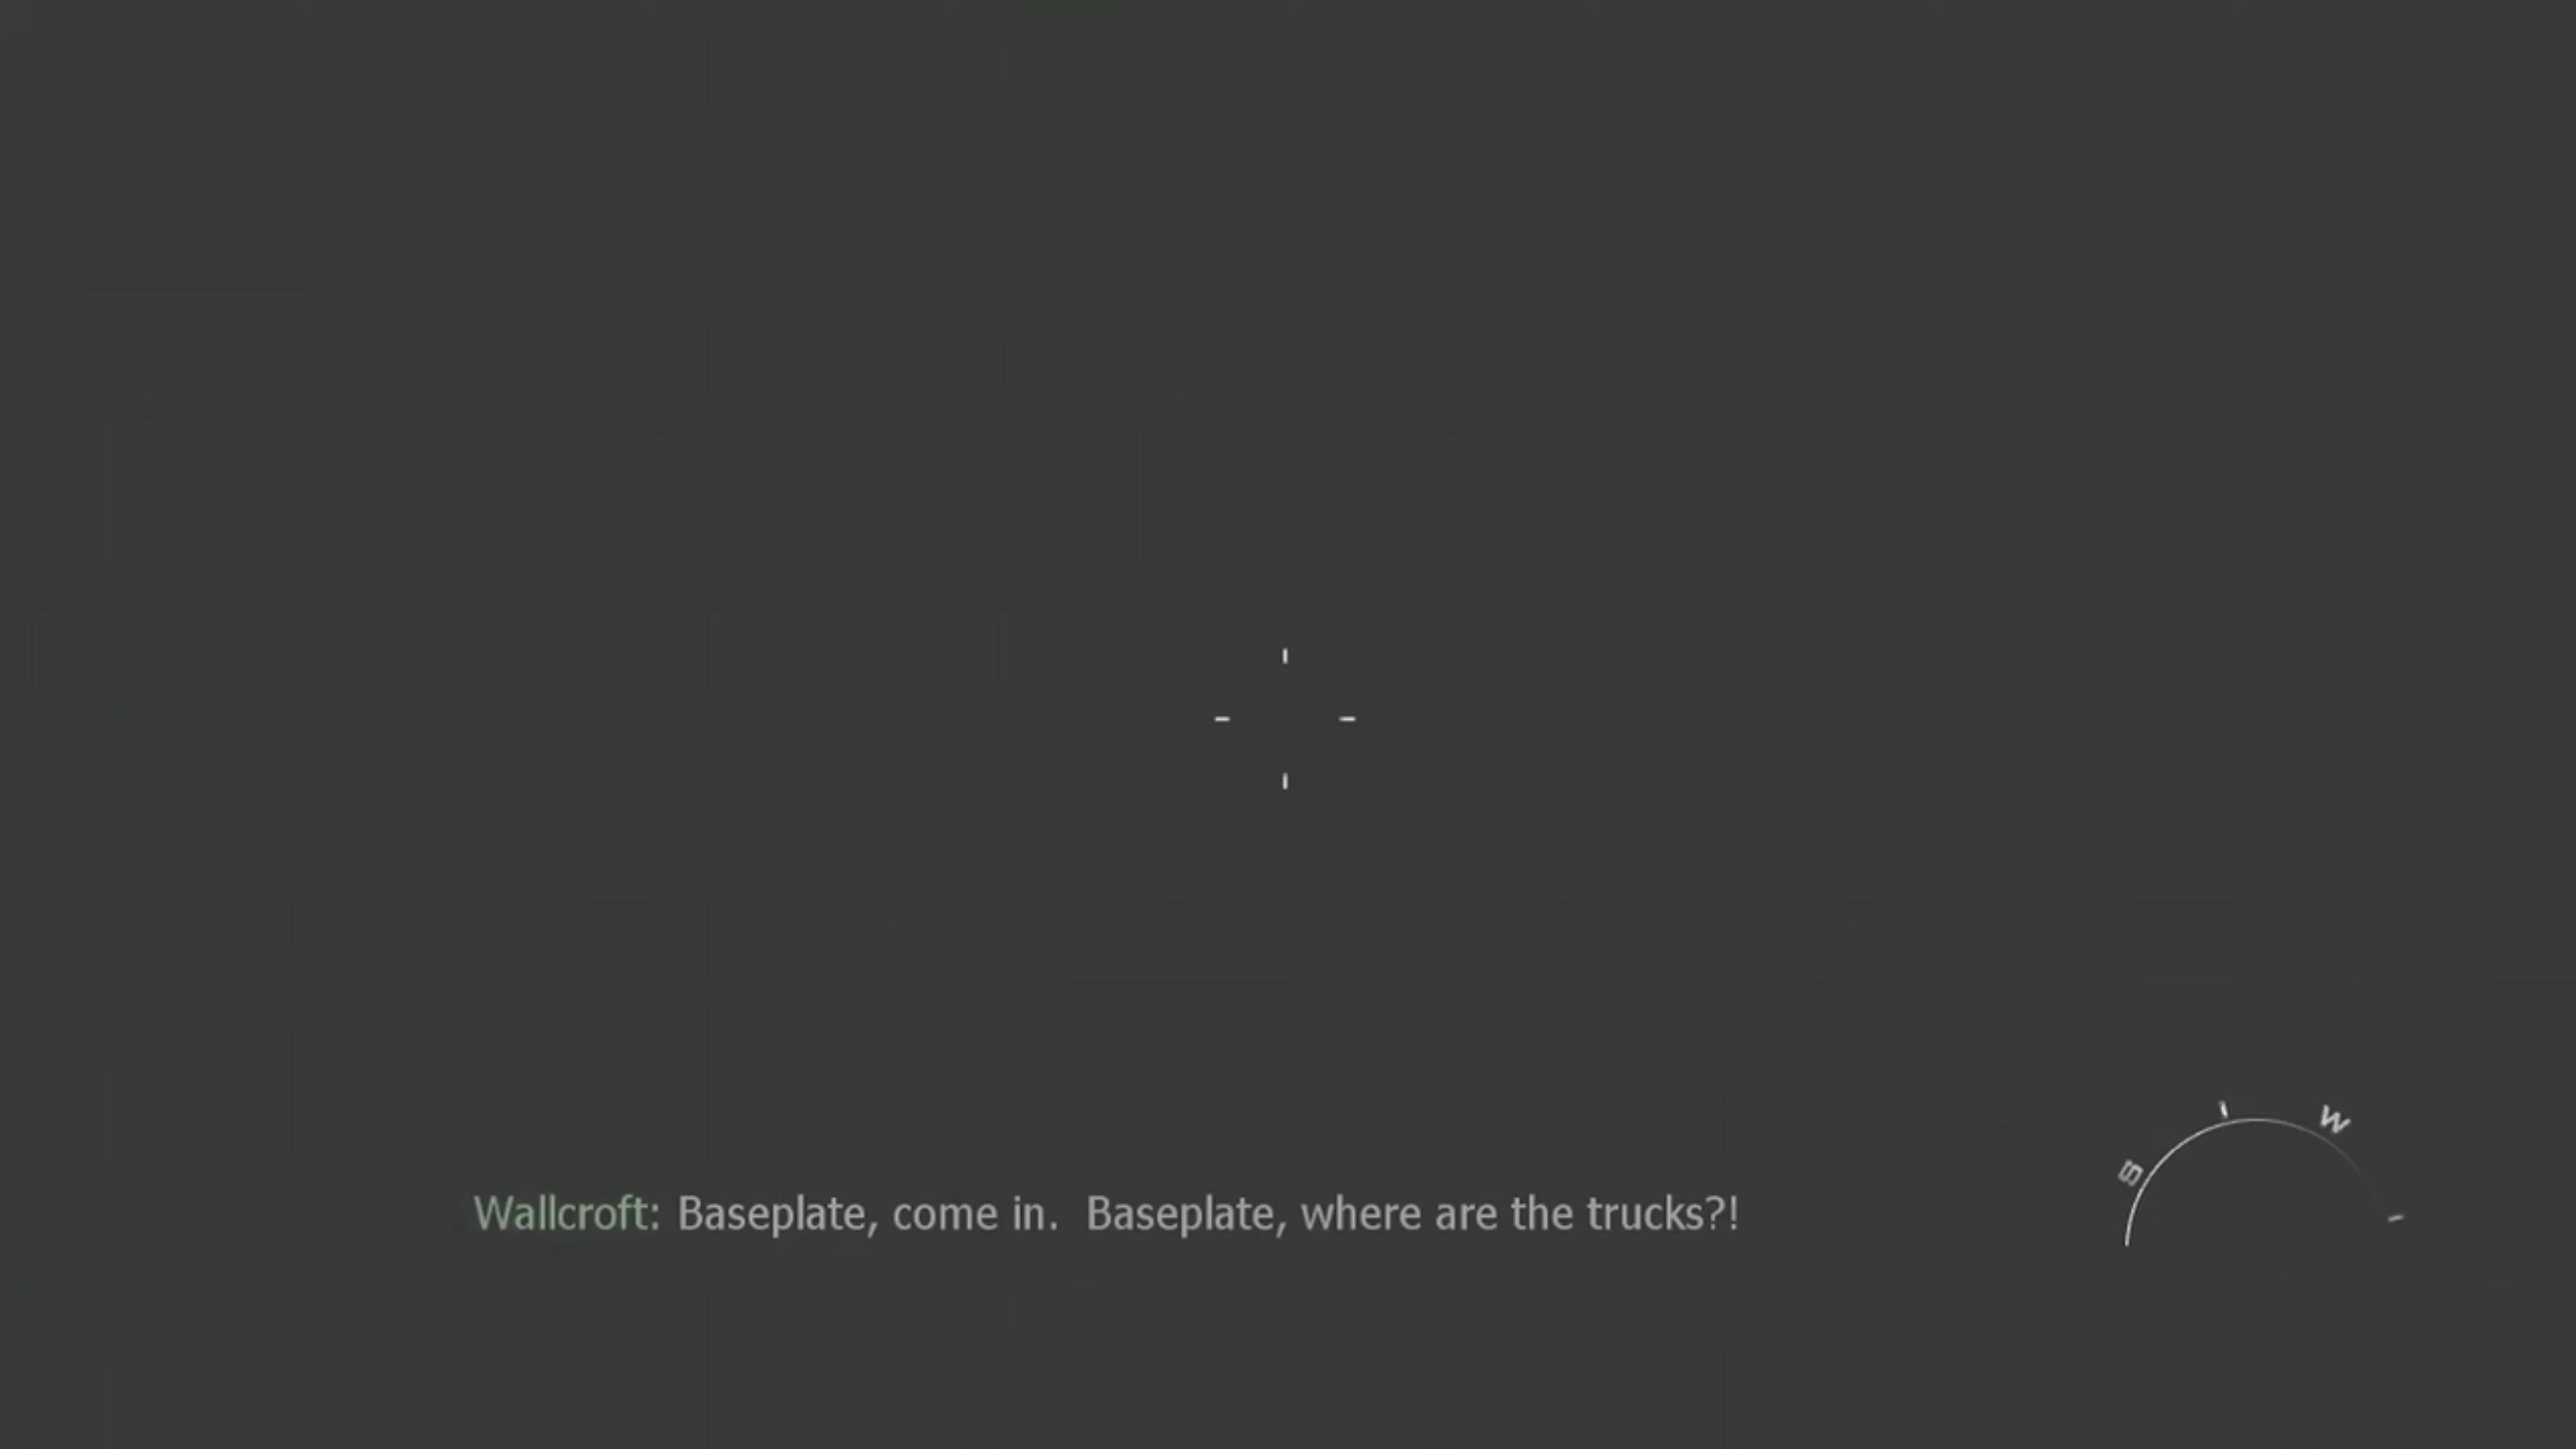 W
S
Wallcroft: Baseplate, come in.  Baseplate, where are the trucks?!